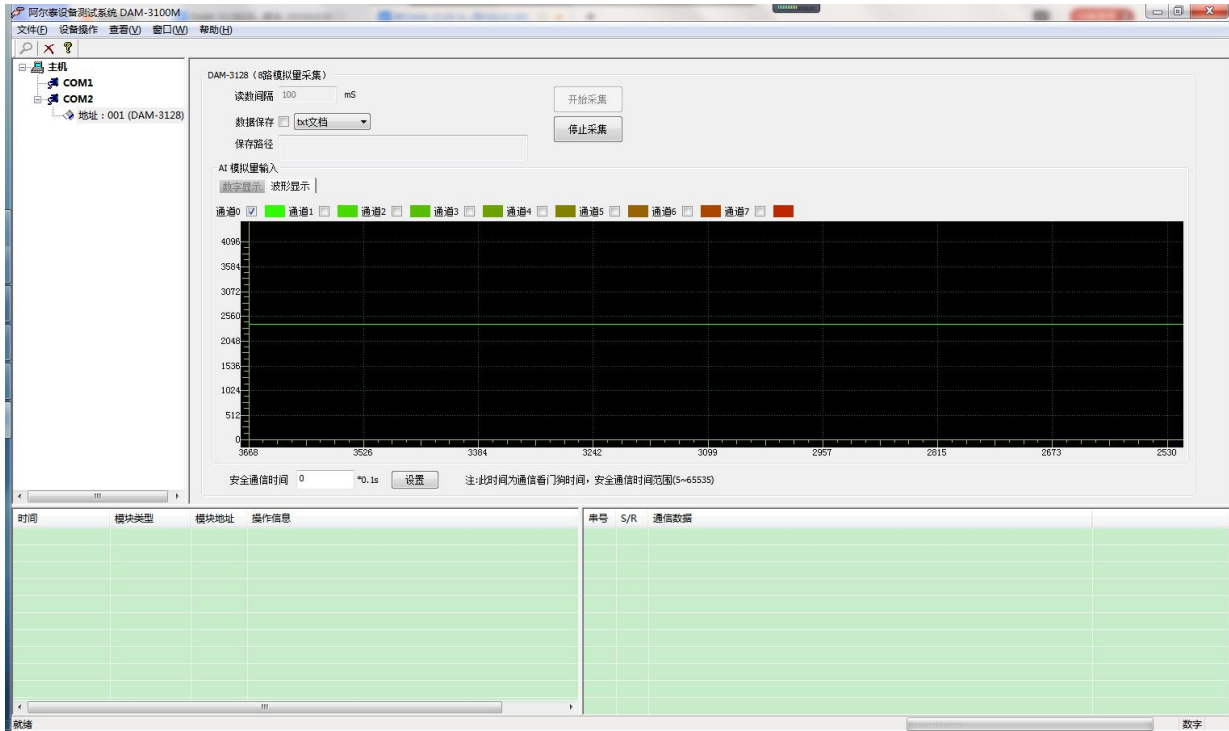 阿尔泰设备测试系统 DAM-3100M
文件(F) 设备操作 查看(V) 窗口(W) 帮助(H)
主机
COM1
COM2
地址：001 (DAM-3128)
DAM-3128（8路模拟量采集）
读数间隔 100 mS
开始采集
数据保存 txt文档
停止采集
保存路径
AI 模拟量输入
数字显示 波形显示
通道0 通道1 通道2 通道3 通道4 通道5 通道6 通道7
4096
3584
3072
2560
2048
1536
1024
512
0
3668 3526 3384 3242 3099 2957 2815 2673 2530
安全通信时间 0 *0.1s 设置 注:此时间为通信看门狗时间，安全通信时间范围(5~65535)
时间 模块类型 模块地址 操作信息 串号 S/R 通信数据
就绪 数字